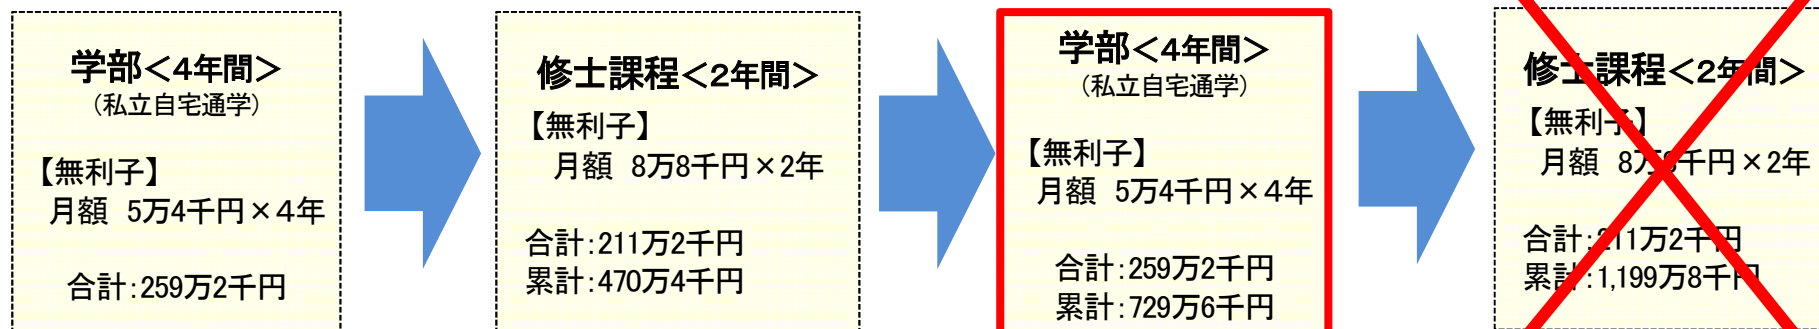 学部<4年間>
(私立自宅通学)
【無利子】
月額 5万4千円×4年
合計:259万2千円
修士課程<2年間>
【無利子】
月額 8万8千円×2年
合計:211万2千円
累計:470万4千円
学部<4年間>
(私立自宅通学)
【無利子】
月額 5万4千円×4年
合計:259万2千円
累計:729万6千円
修士課程<2年間>
【無利子】
月額 8万8千円×2年
合計:211万2千円
累計:1,199万8千円